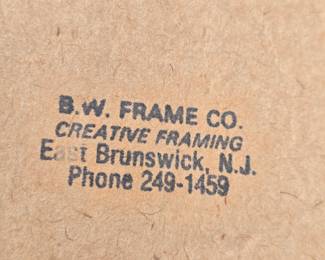 B.W. FRAME CO.
CREATIVE FRAMING
East Brunswick, N.J.
Phone 249-1459